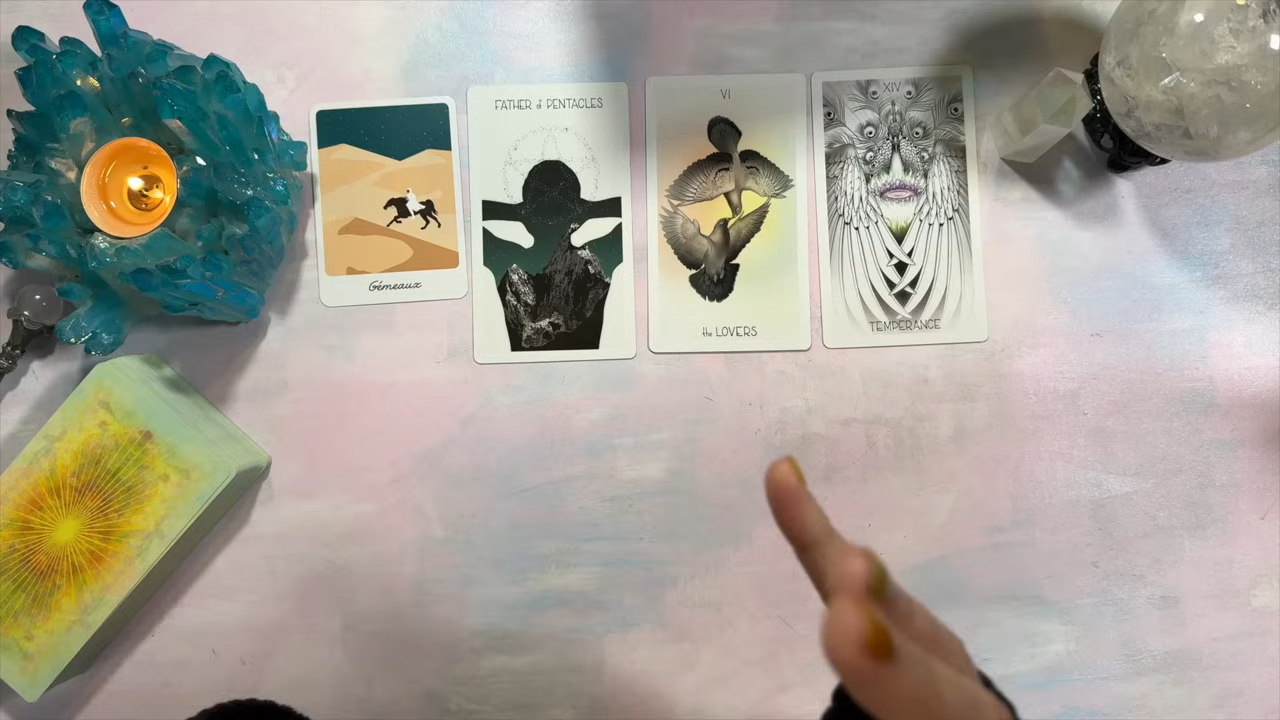 Gémeaux
FATHER of PENTACLES
VI
the LOVERS
XIV
TEMPERANCE